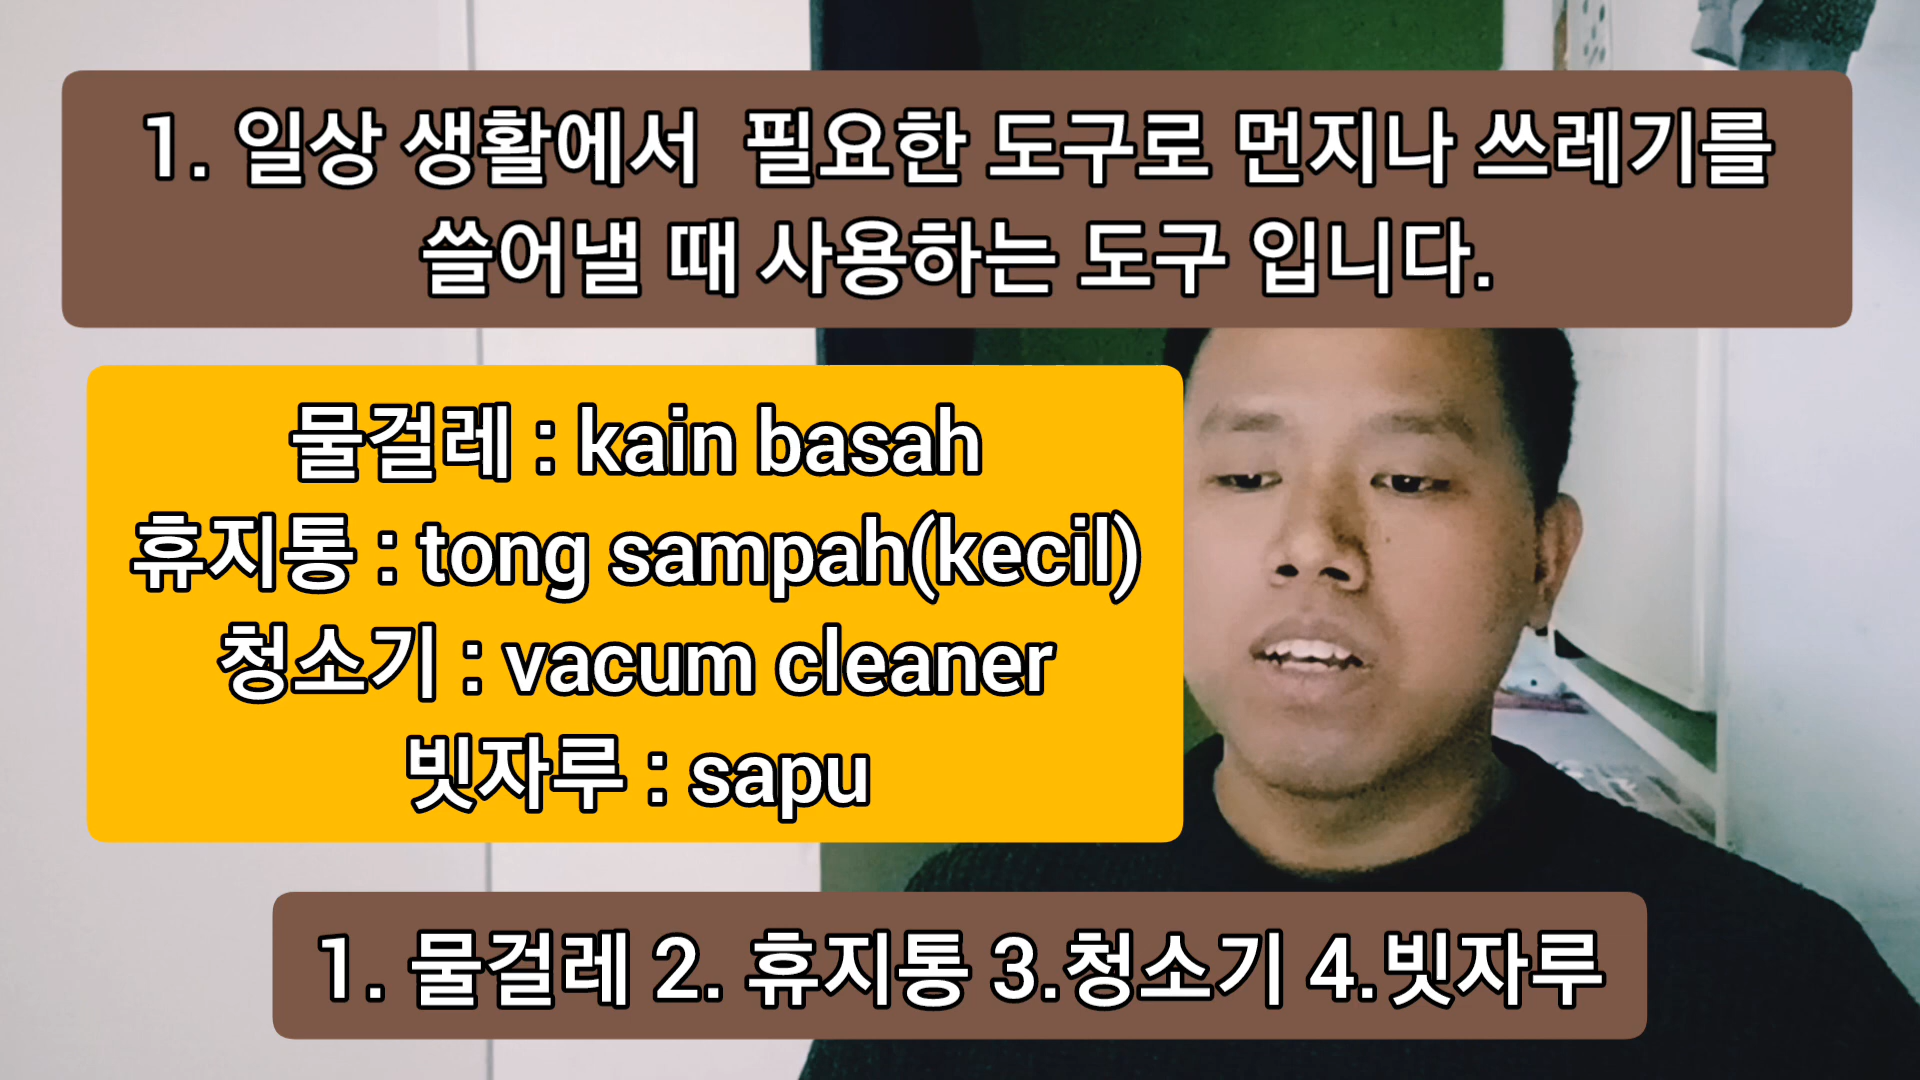 1. 일상 생활에서 필요한 도구로 먼지나 쓰레기를
쓸어낼 때 사용하는 도구 입니다.
물걸레 : kain basah
휴지통 : tong sampah(kecil)
청소기 : vacum cleaner
빗자루 : sapu
1. 물걸레 2. 휴지통 3.청소기 4.빗자루